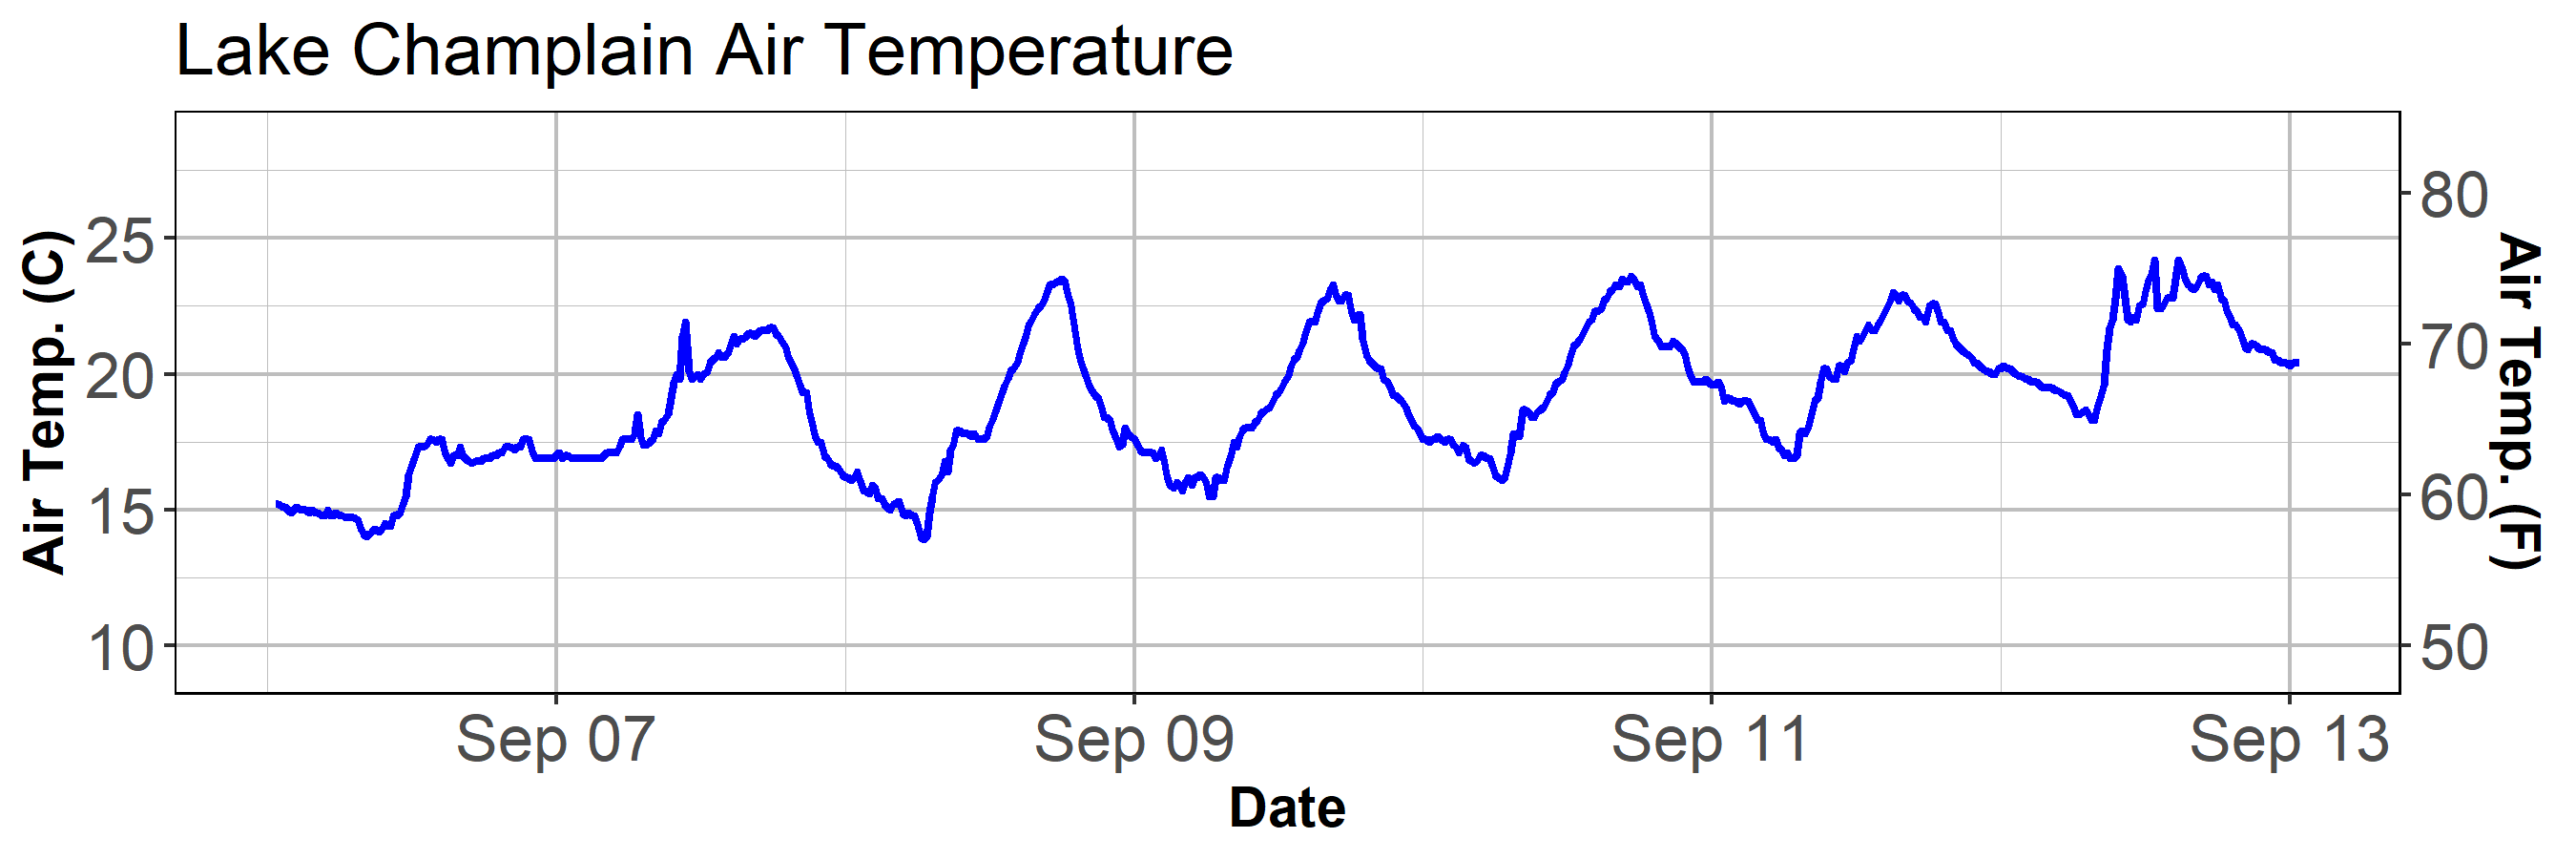 Lake Champlain Air Temperature
Air Temp. (C)
25
20
15
10
80
70
60
50
Air Temp. (F)
Sep 07 Sep 09 Sep 11 Sep 13
Date